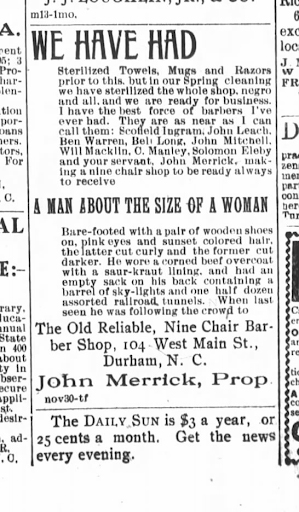 m13-1mo.
WE HAVE HAD
Sterilized Towels, Mugs and Razors
prior to this, but in our Spring cleaning
we have sterilized the whole shop, negro
and all, and we are ready for business.
I have the best force of barbers I've
ever had. They are as near as I can
call them: Scofield Ingram, John Leach,
Ben Warren, Beh Long, John Mitchell,
Will Macklin, C. Manley, Solomon Eleby
and your servant, John Merrick, mak-
ing a nine chair shop to be ready always
to receive
A MAN ABOUT THE SIZE OF A WOMAN
Bare-footed with a pair of wooden shoes
on, pink eyes and sunset colored hair,
the latter cut curly and the former cut
darker. He wore a corned beef overcoat
with a saur-kraut lining, and had an
empty sack on his back containing a
barrel of sky-lights and one half dozen
assorted railroad tunnels. When last
seen he was following the crowd to
The Old Reliable, Nine Chair Bar-
ber Shop, 104 West Main St.,
Durham, N. C.
John Merrick, Prop
nov30-tf
The DAILY SUN is $3 a year, or
25 cents a month. Get the news
every evening.